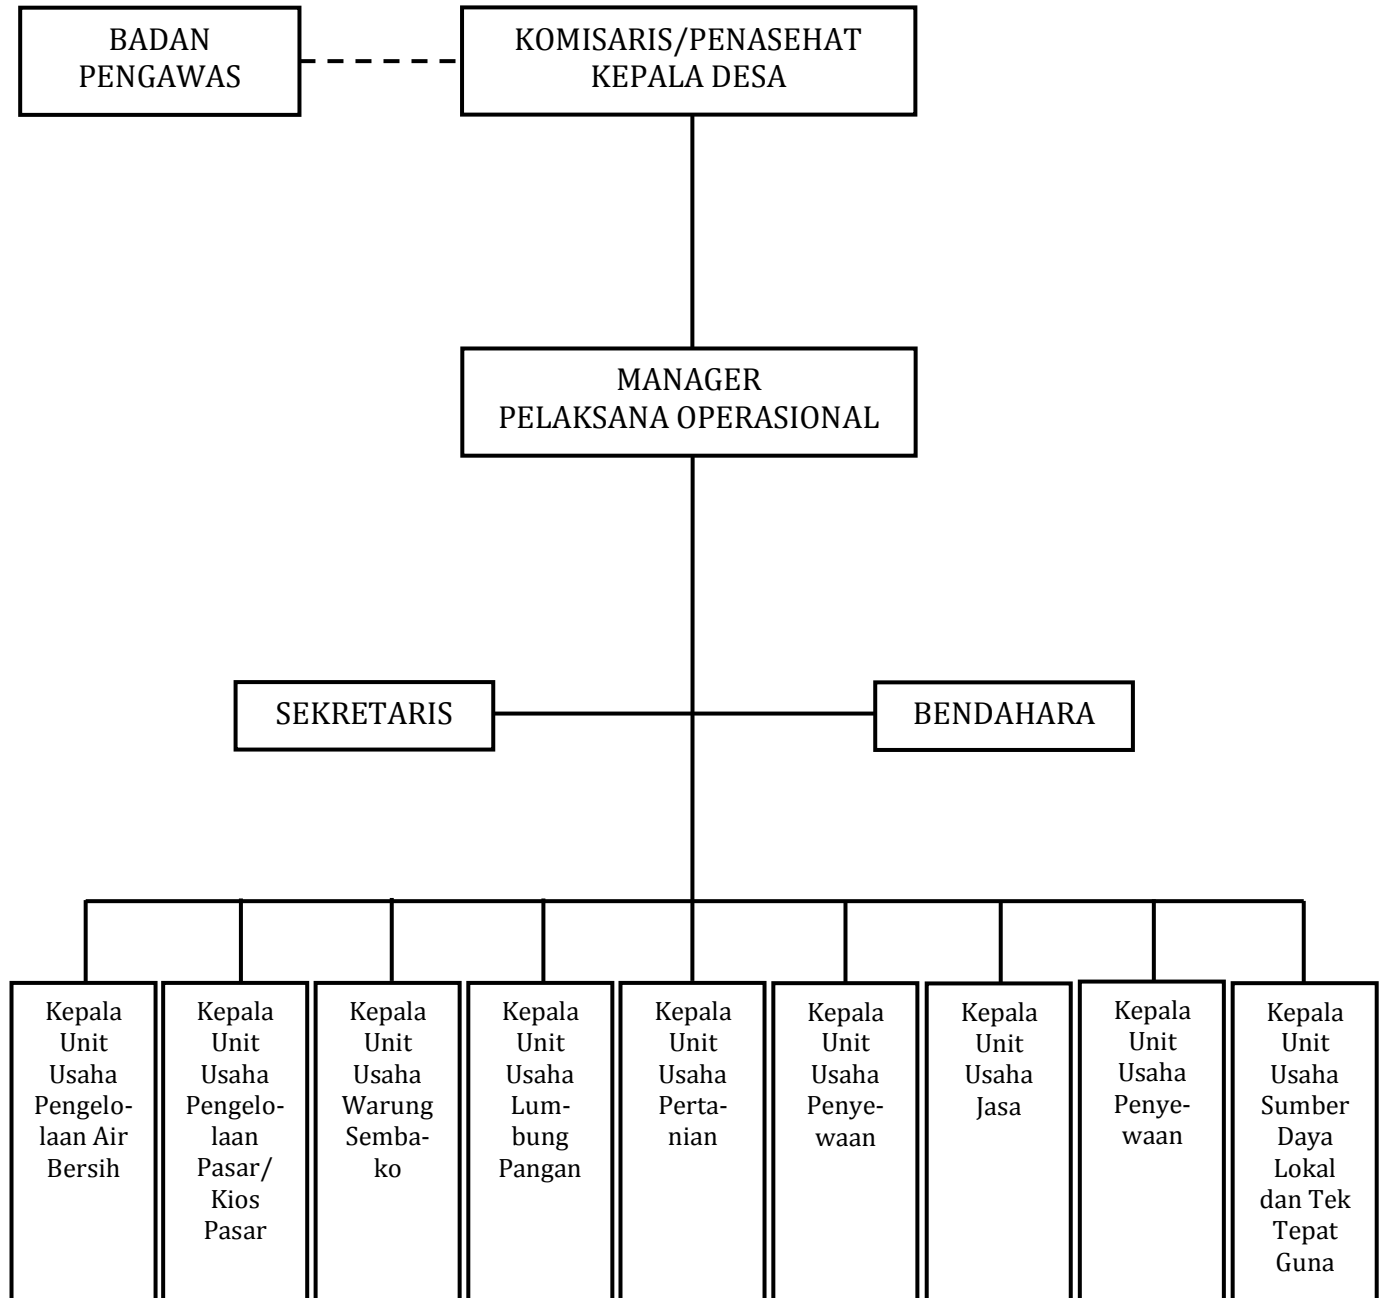 BADAN
PENGAWAS
KOMISARIS/PENASEHAT
KEPALA DESA
MANAGER
PELAKSANA OPERASIONAL
SEKRETARIS
BENDAHARA
Kepala
Unit
Usaha
Pengelo-
laan Air
Bersih
Kepala
Unit
Usaha
Pengelo-
laan
Pasar/
Kios
Pasar
Kepala
Unit
Usaha
Warung
Semba-
ko
Kepala
Unit
Usaha
Lum-
bung
Pangan
Kepala
Unit
Usaha
Perta-
nian
Kepala
Unit
Usaha
Penye-
waan
Kepala
Unit
Usaha
Jasa
Kepala
Unit
Usaha
Penye-
waan
Kepala
Unit
Usaha
Sumber
Daya
Lokal
dan Tek
Tepat
Guna